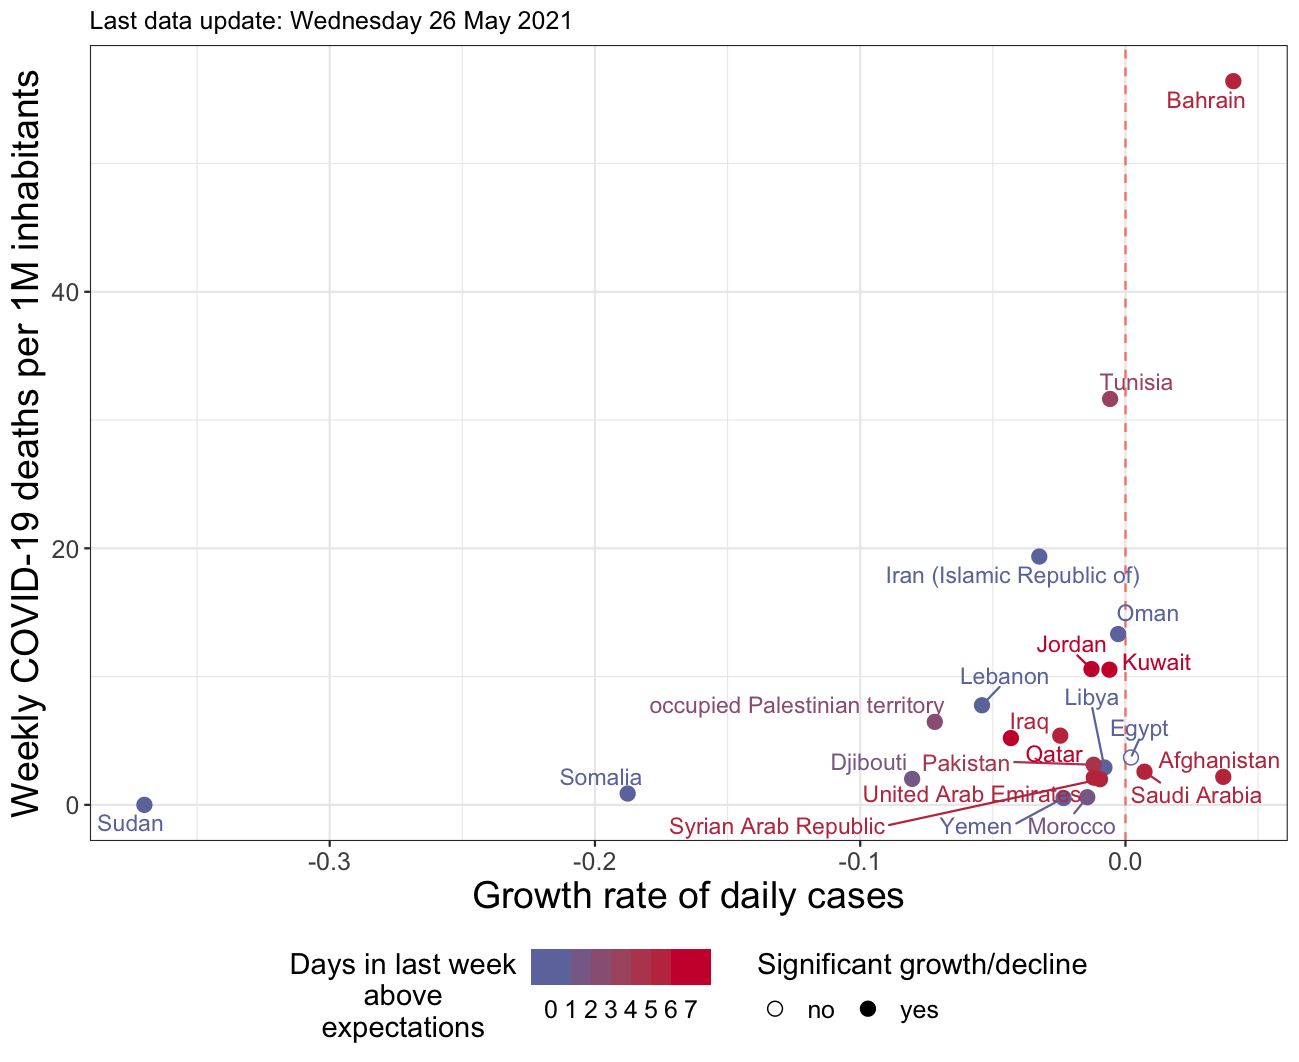 Last data update: Wednesday 26 May 2021
Weekly COVID-19 deaths per 1M inhabitants
40
20
0
Bahrain
Tunisia
Iran (Islamic Republic of)
Oman
Jordan
Kuwait
Lebanon
Libya
occupied Palestinian territory
Iraq
Egypt
Qatar
Afghanistan
Djibouti
Pakistan
Somalia
United Arab Emirates
Saudi Arabia
Sudan
Syrian Arab Republic
Yemen
Morocco
-0.3 -0.2 -0.1 0.0
Growth rate of daily cases
Days in last week
above
expectations
0 1 2 3 4 5 6 7
Significant growth/decline
no yes